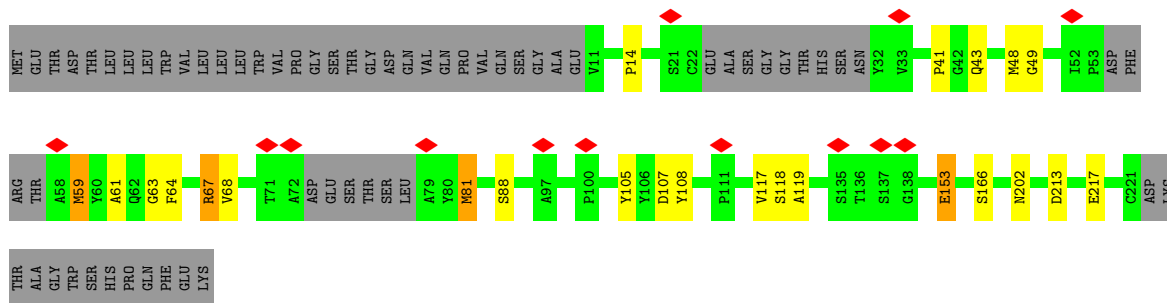 MET GLU THR ASP THR LEU LEU LEU TRP VAL LEU LEU LEU TRP VAL PRO GLY SER THR GLY ASP GLN VAL GLN PRO VAL GLN SER GLY ALA GLU V11 P14 S21 C22 GLU ALA SER GLY GLY THR HIS SER ASN Y32 V33 P41 G42 Q43 M48 G49 I52 P53 ASP PHE
ARG THR A58 M59 Y60 A61 Q62 G63 F64 R67 V68 T71 A72 ASP GLU SER THR SER LEU A79 Y80 M81 S88 A97 P100 Y105 Y106 D107 Y108 P111 V117 S118 A119 S135 T136 S137 G138 E153 S166 N202 D213 E217 C221 ASP LYS
THR ALA GLY TRP SER HIS PRO GLN PHE GLU LYS